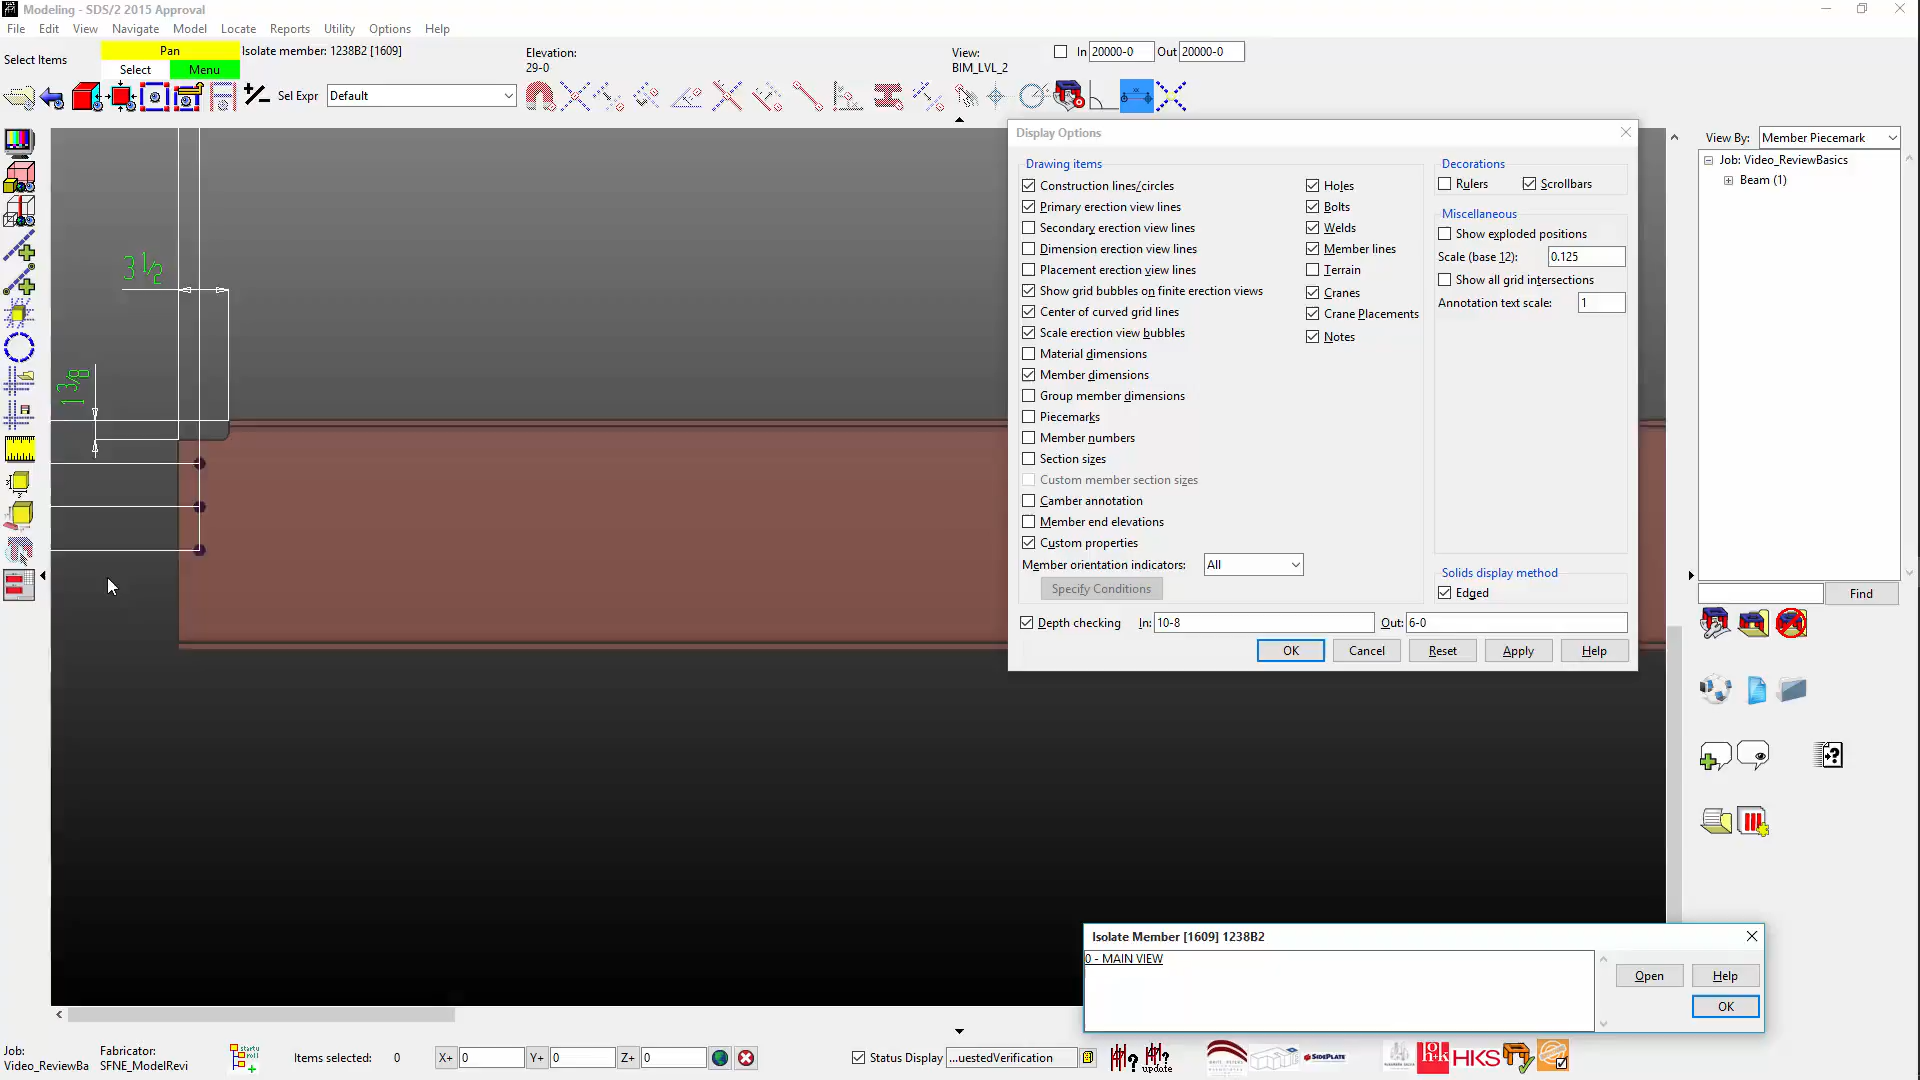 Modeling - SDS/2 2015 Approval
File Edit View Navigate Model Locate Reports Utility Options Help
Select Items
Pan
Select Menu
Isolate member: 1238B2 [1609]
Elevation:
29-0
View:
BIM_LVL_2
In 20000-0 Out 20000-0
Sel Expr Default
3 1/2
1 3/8
Display Options
Drawing items
Construction lines/circles
Primary erection view lines
Secondary erection view lines
Dimension erection view lines
Placement erection view lines
Show grid bubbles on finite erection views
Center of curved grid lines
Scale erection view bubbles
Material dimensions
Member dimensions
Group member dimensions
Piecemarks
Member numbers
Section sizes
Custom member section sizes
Camber annotation
Member end elevations
Custom properties
Member orientation indicators: All
Specify Conditions
Holes
Bolts
Welds
Member lines
Terrain
Cranes
Crane Placements
Notes
Decorations
Rulers Scrollbars
Miscellaneous
Show exploded positions
Scale (base 12): 0.125
Show all grid intersections
Annotation text scale: 1
Solids display method
Edged
Depth checking In: 10-8 Out: 6-0
OK Cancel Reset Apply Help
View By: Member Piecemark
Job: Video_ReviewBasics
Beam (1)
Find
Isolate Member [1609] 1238B2
0 - MAIN VIEW
Open Help
OK
Job:
Video_ReviewBa
Fabricator:
SFNE_ModelRevi
startu
roll
Items selected: 0
X+ 0 Y+ 0 Z+ 0
Status Display ...uestedVerification
update
SIDEPLATE
HKS